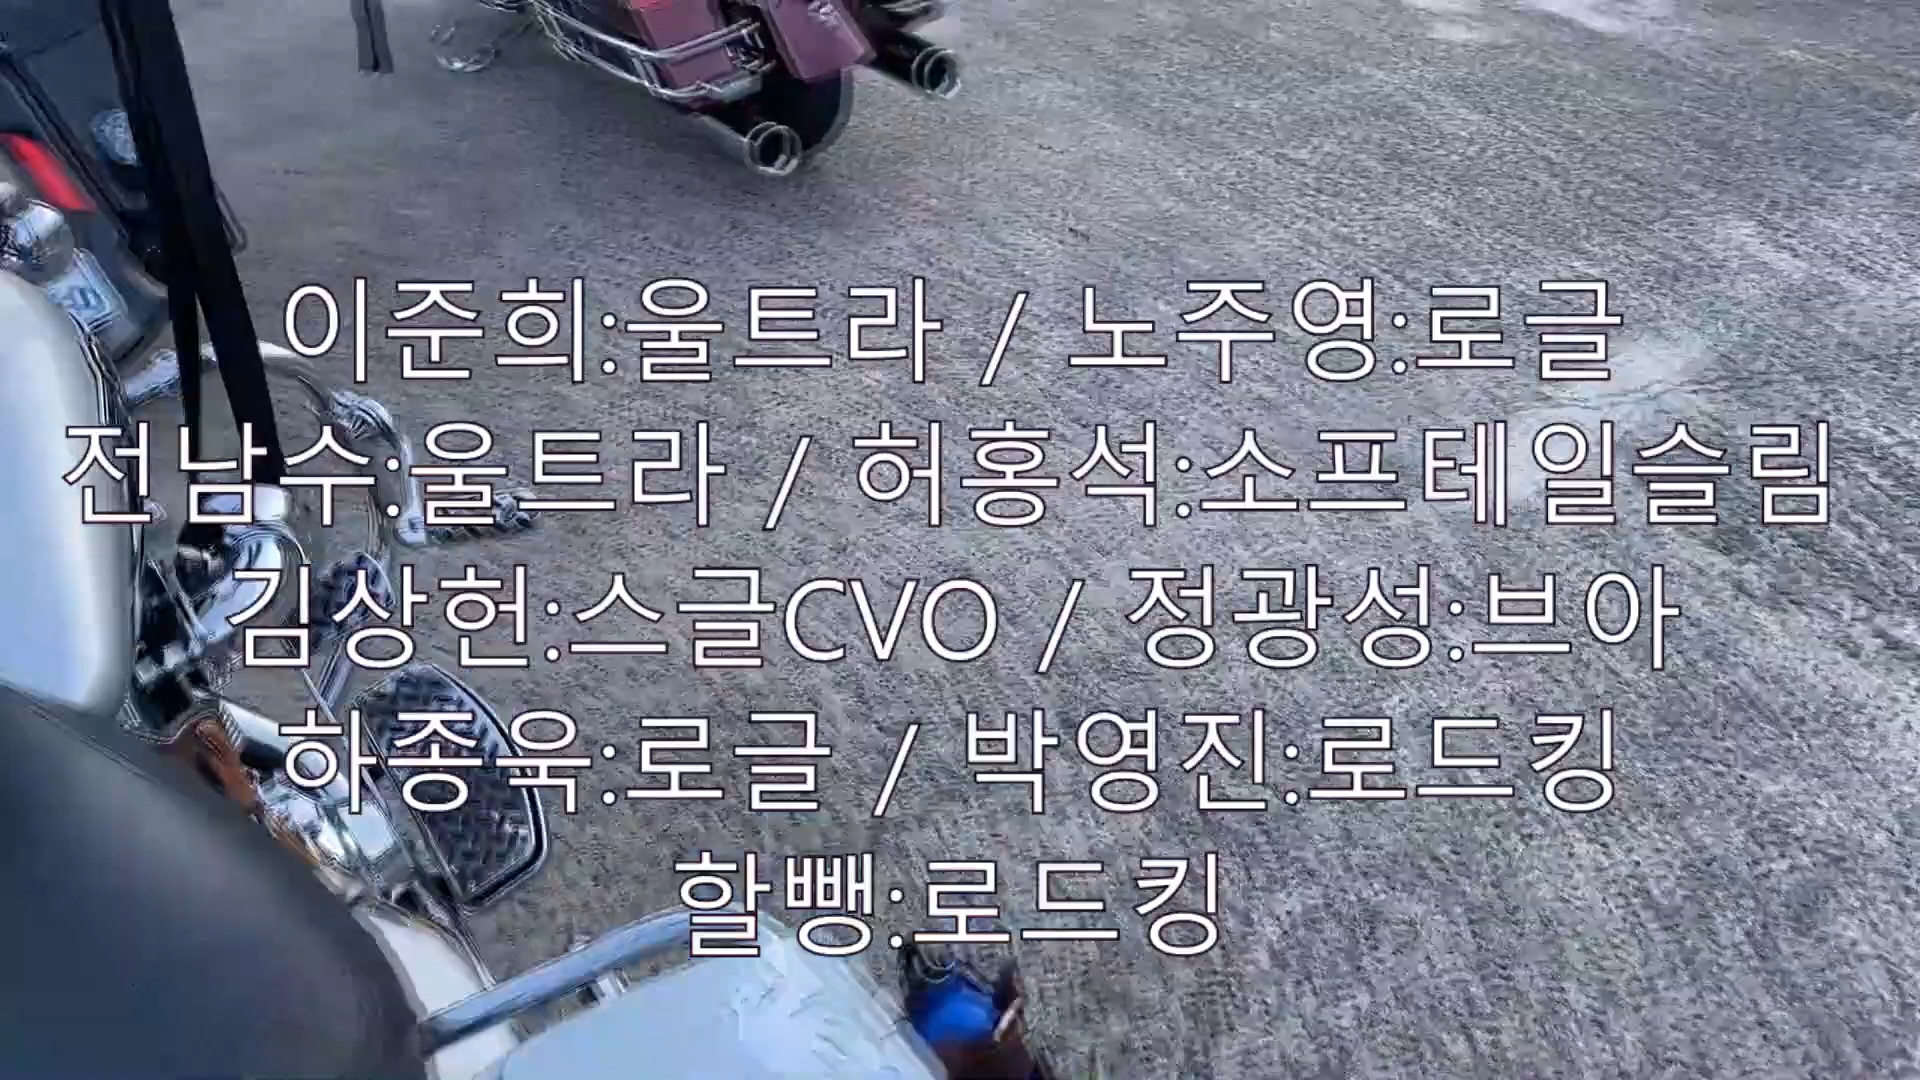 이준희:울트라 / 노주영:로글
전남수:울트라 / 허홍석:소프테일슬림
김상헌:스글CVO / 정광성:브아
하종욱:로글 / 박영진:로드킹
할뺑:로드킹